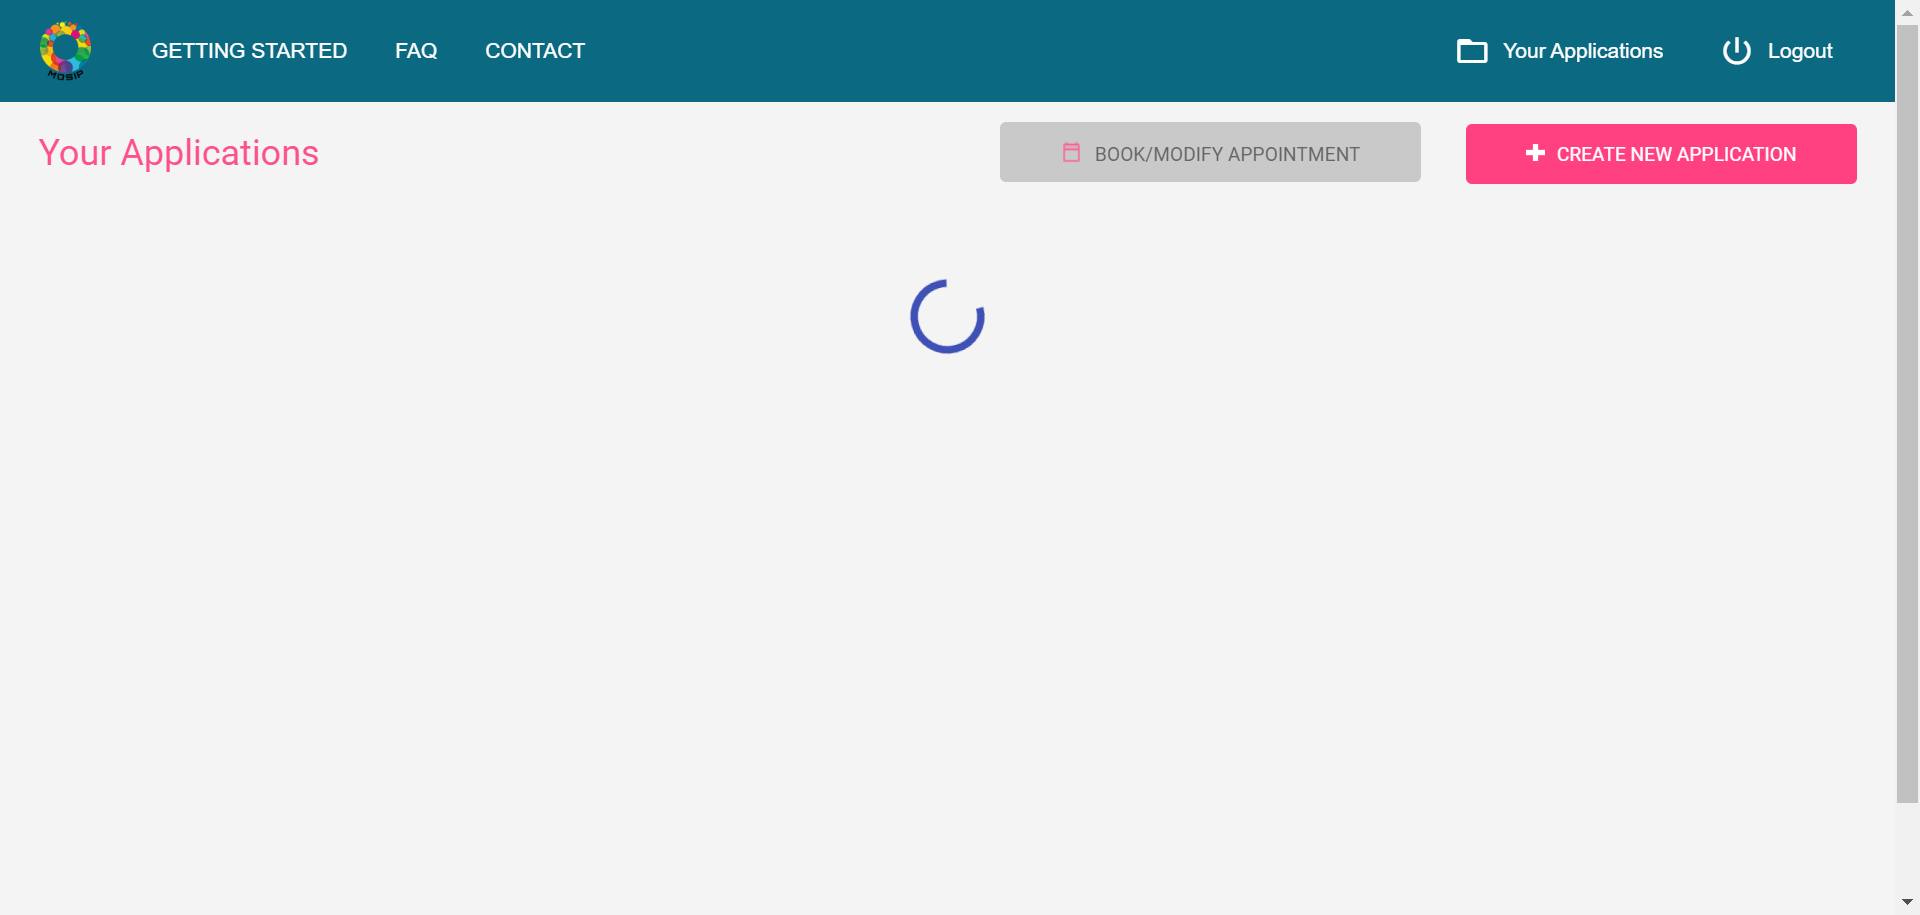 MOSIP
GETTING STARTED
FAQ
CONTACT
Your Applications
Logout
Your Applications
BOOK/MODIFY APPOINTMENT
CREATE NEW APPLICATION